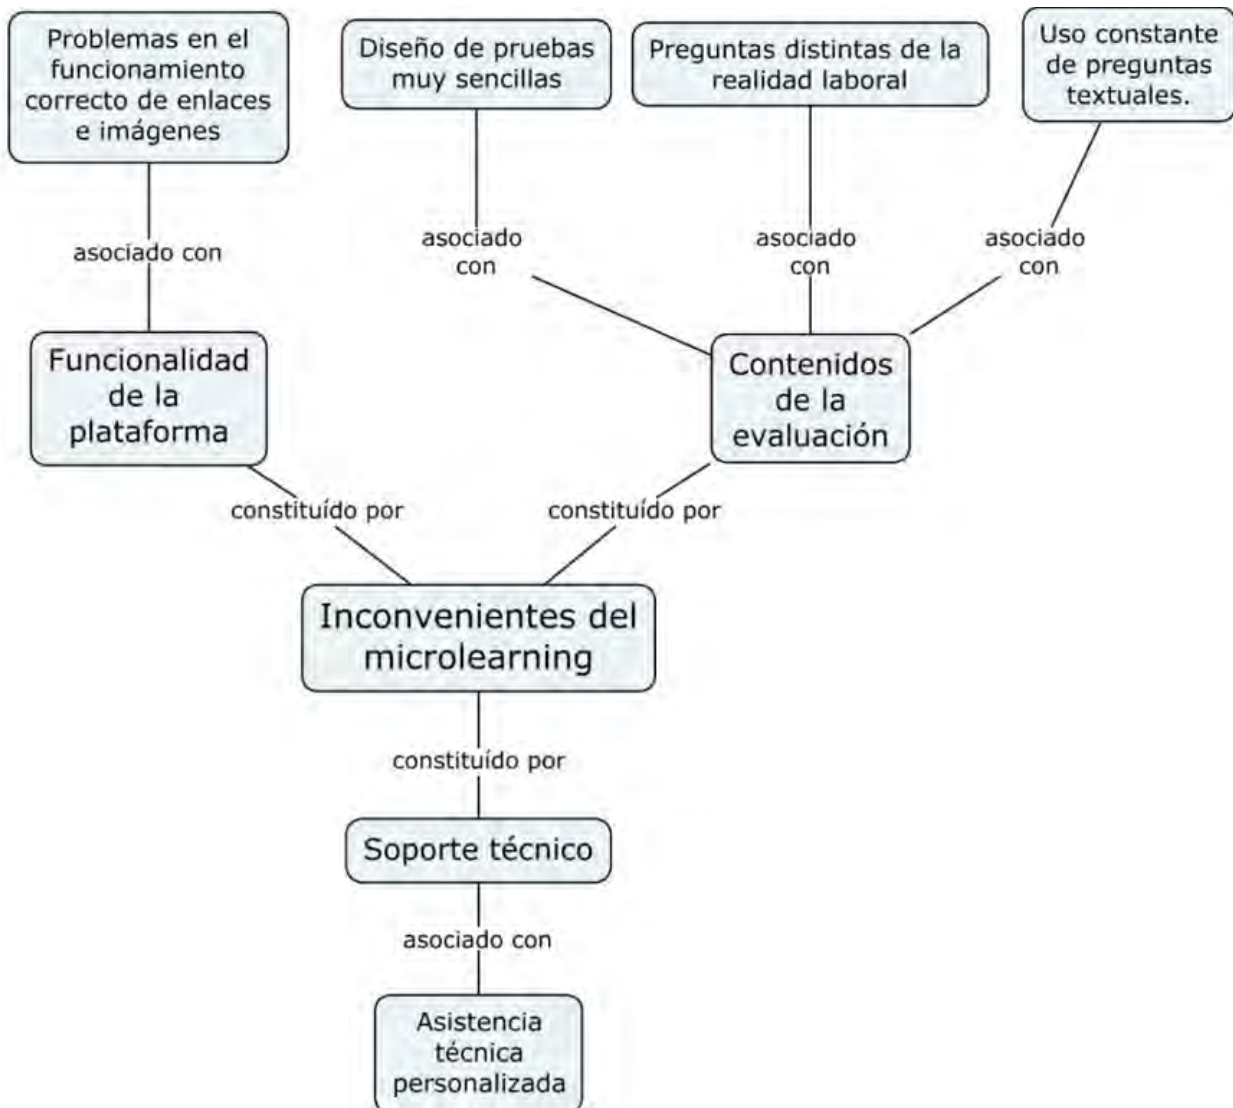 Problemas en el
funcionamiento
correcto de enlaces
e imágenes
Diseño de pruebas
muy sencillas
Preguntas distintas de la
realidad laboral
Uso constante
de preguntas
textuales.
asociado con
asociado
con
asociado
con
asociado
con
Funcionalidad
de la
plataforma
Contenidos
de la
evaluación
constituído por
constituído por
Inconvenientes del
microlearning
constituído por
Soporte técnico
asociado con
Asistencia
técnica
personalizada